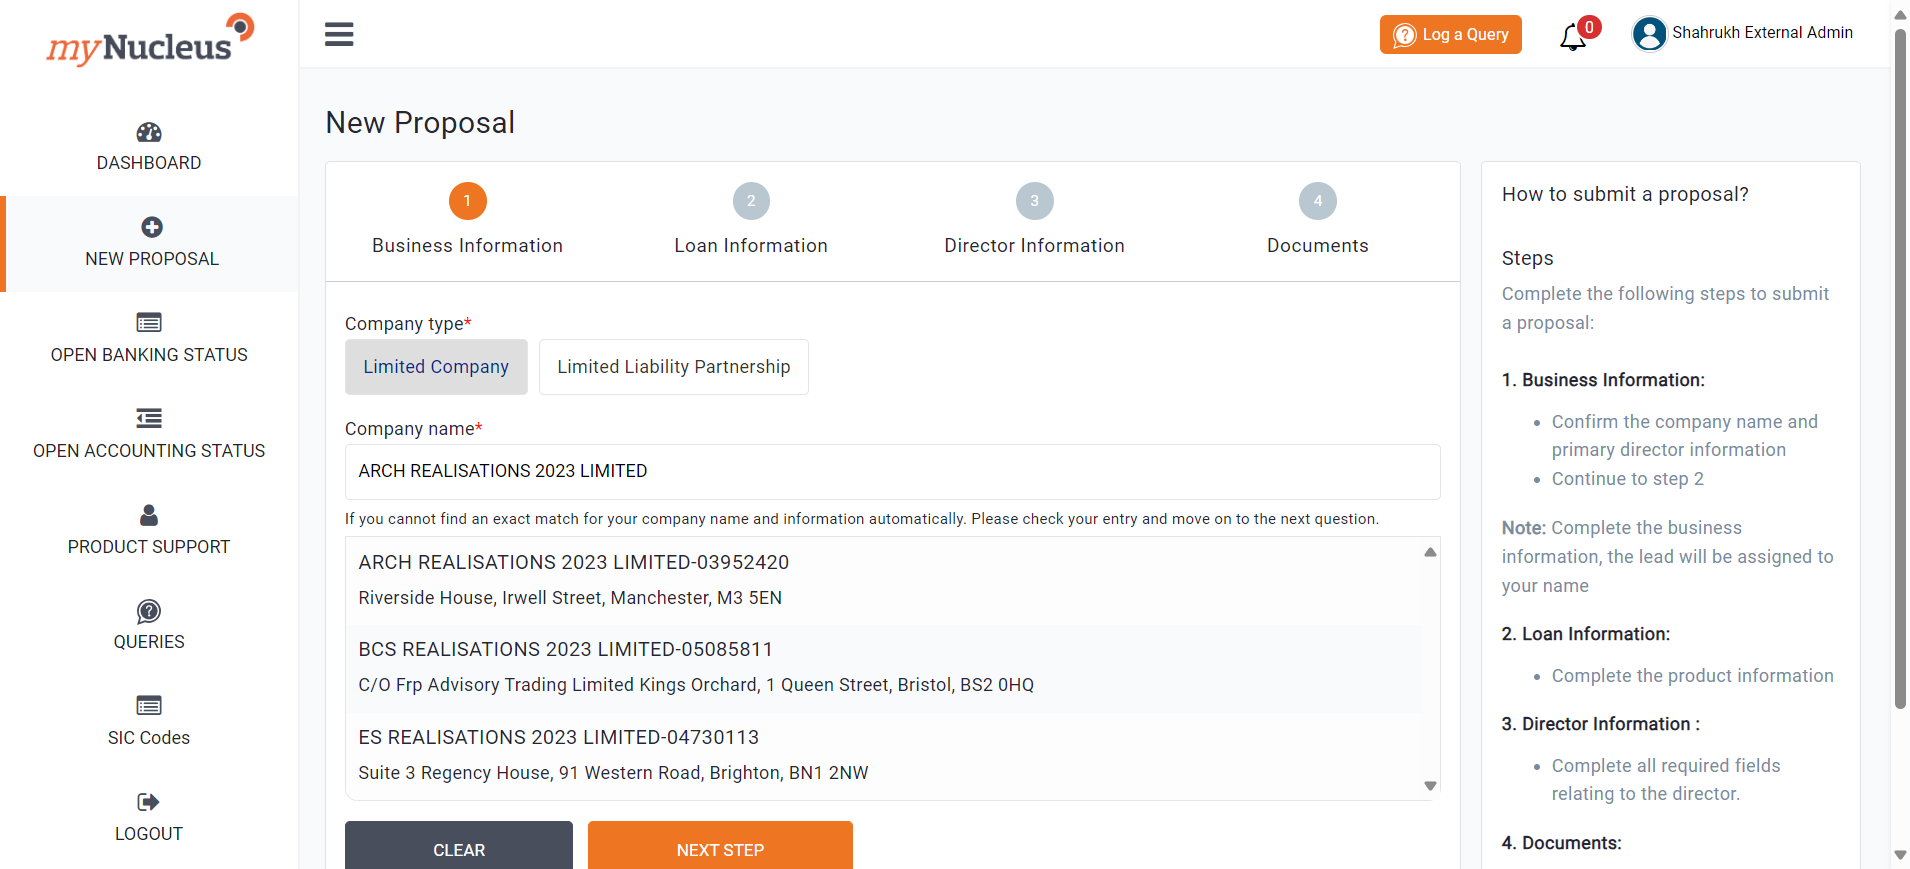 myNucleus
DASHBOARD
NEW PROPOSAL
OPEN BANKING STATUS
OPEN ACCOUNTING STATUS
PRODUCT SUPPORT
QUERIES
SIC Codes
LOGOUT
Log a Query
0
Shahrukh External Admin
New Proposal
1
Business Information
2
Loan Information
3
Director Information
4
Documents
Company type*
Limited Company
Limited Liability Partnership
Company name*
ARCH REALISATIONS 2023 LIMITED
If you cannot find an exact match for your company name and information automatically. Please check your entry and move on to the next question.
ARCH REALISATIONS 2023 LIMITED-03952420
Riverside House, Irwell Street, Manchester, M3 5EN
BCS REALISATIONS 2023 LIMITED-05085811
C/O Frp Advisory Trading Limited Kings Orchard, 1 Queen Street, Bristol, BS2 0HQ
ES REALISATIONS 2023 LIMITED-04730113
Suite 3 Regency House, 91 Western Road, Brighton, BN1 2NW
CLEAR
NEXT STEP
How to submit a proposal?
Steps
Complete the following steps to submit
a proposal:
1. Business Information:
• Confirm the company name and
primary director information
• Continue to step 2
Note: Complete the business
information, the lead will be assigned to
your name
2. Loan Information:
• Complete the product information
3. Director Information :
• Complete all required fields
relating to the director.
4. Documents: